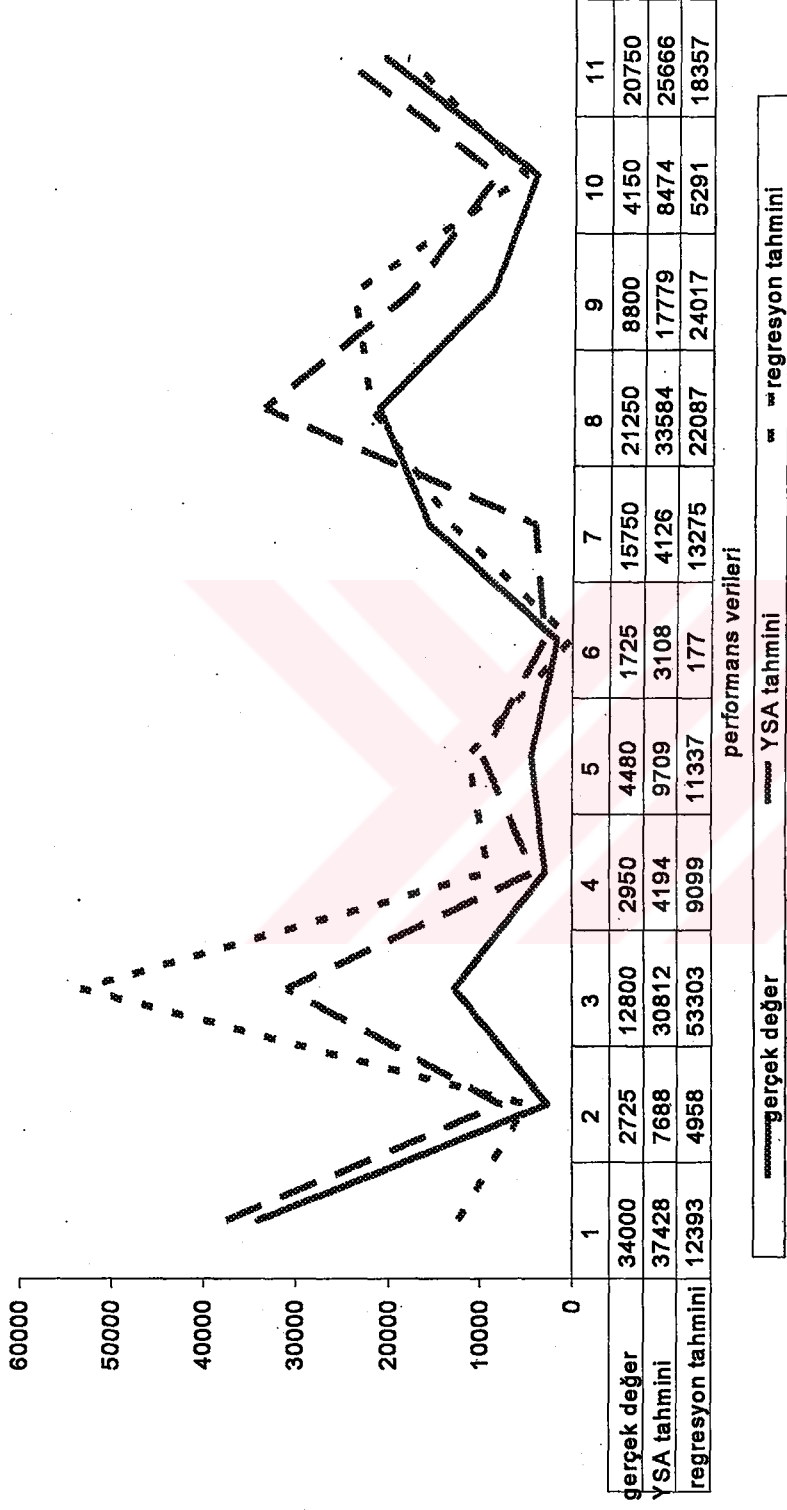 60000
50000
40000
30000
20000
10000
0
1 2 3 4 5 6 7 8 9 10 11
gerçek değer 34000 2725 12800 2950 4480 1725 15750 21250 8800 4150 20750
YSA tahmini 37428 7688 30812 4194 9709 3108 4126 33584 17779 8474 25666
regresyon tahmini 12393 4958 53303 9099 11337 177 13275 22087 24017 5291 18357
performans verileri
gerçek değer YSA tahmini regresyon tahmini